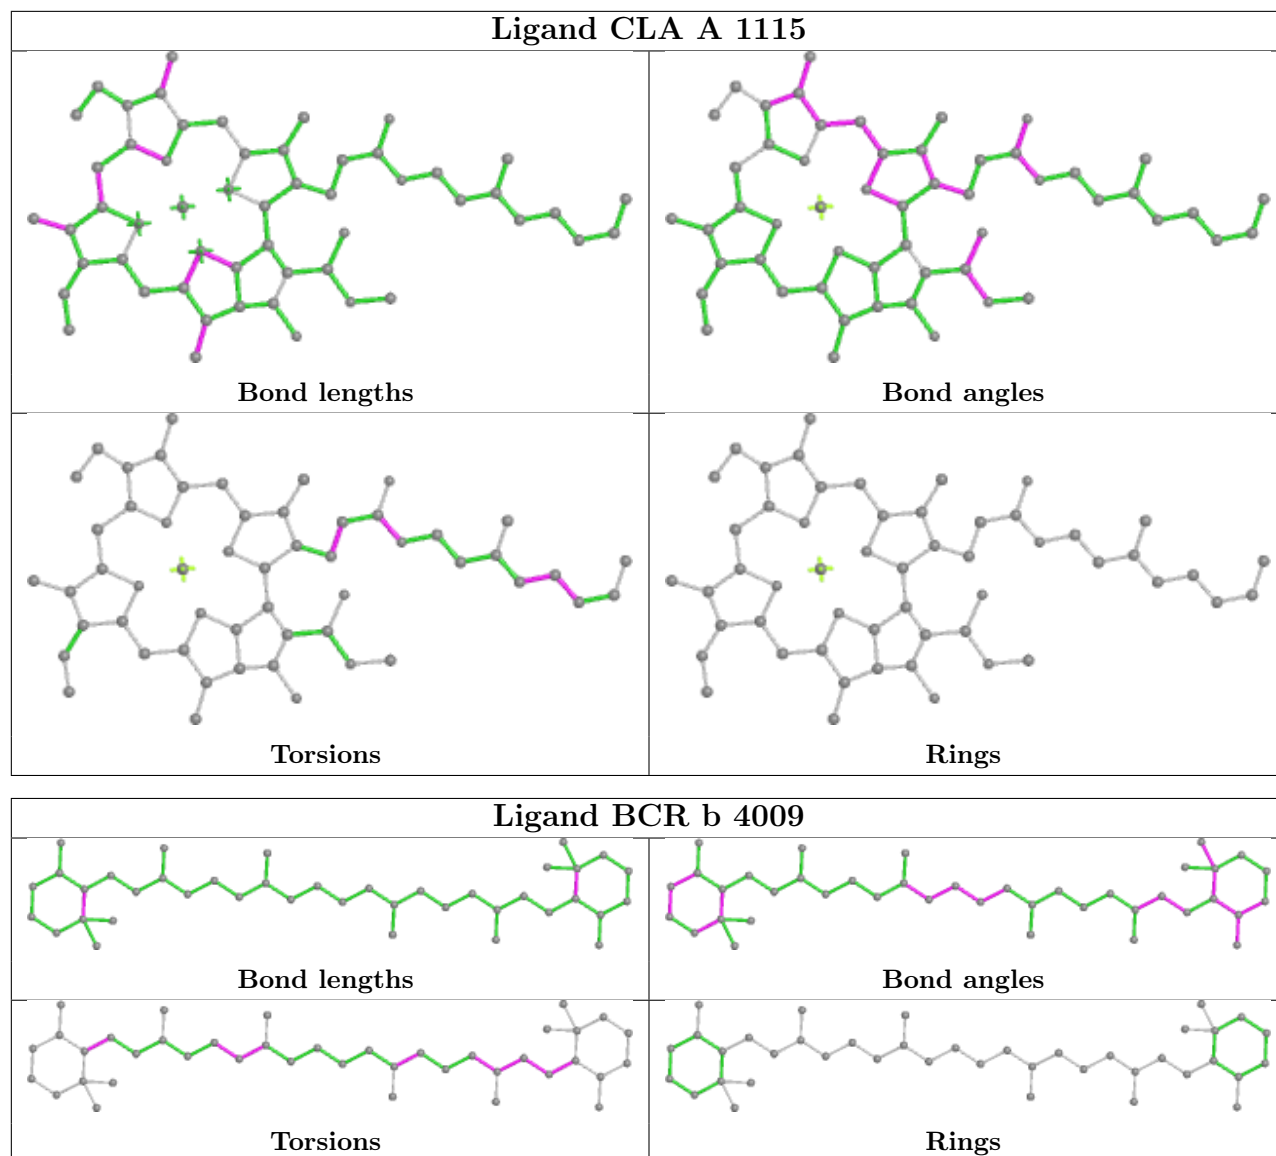 Ligand CLA A 1115
Bond lengths
Bond angles
Torsions
Rings
Ligand BCR b 4009
Bond lengths
Bond angles
Torsions
Rings